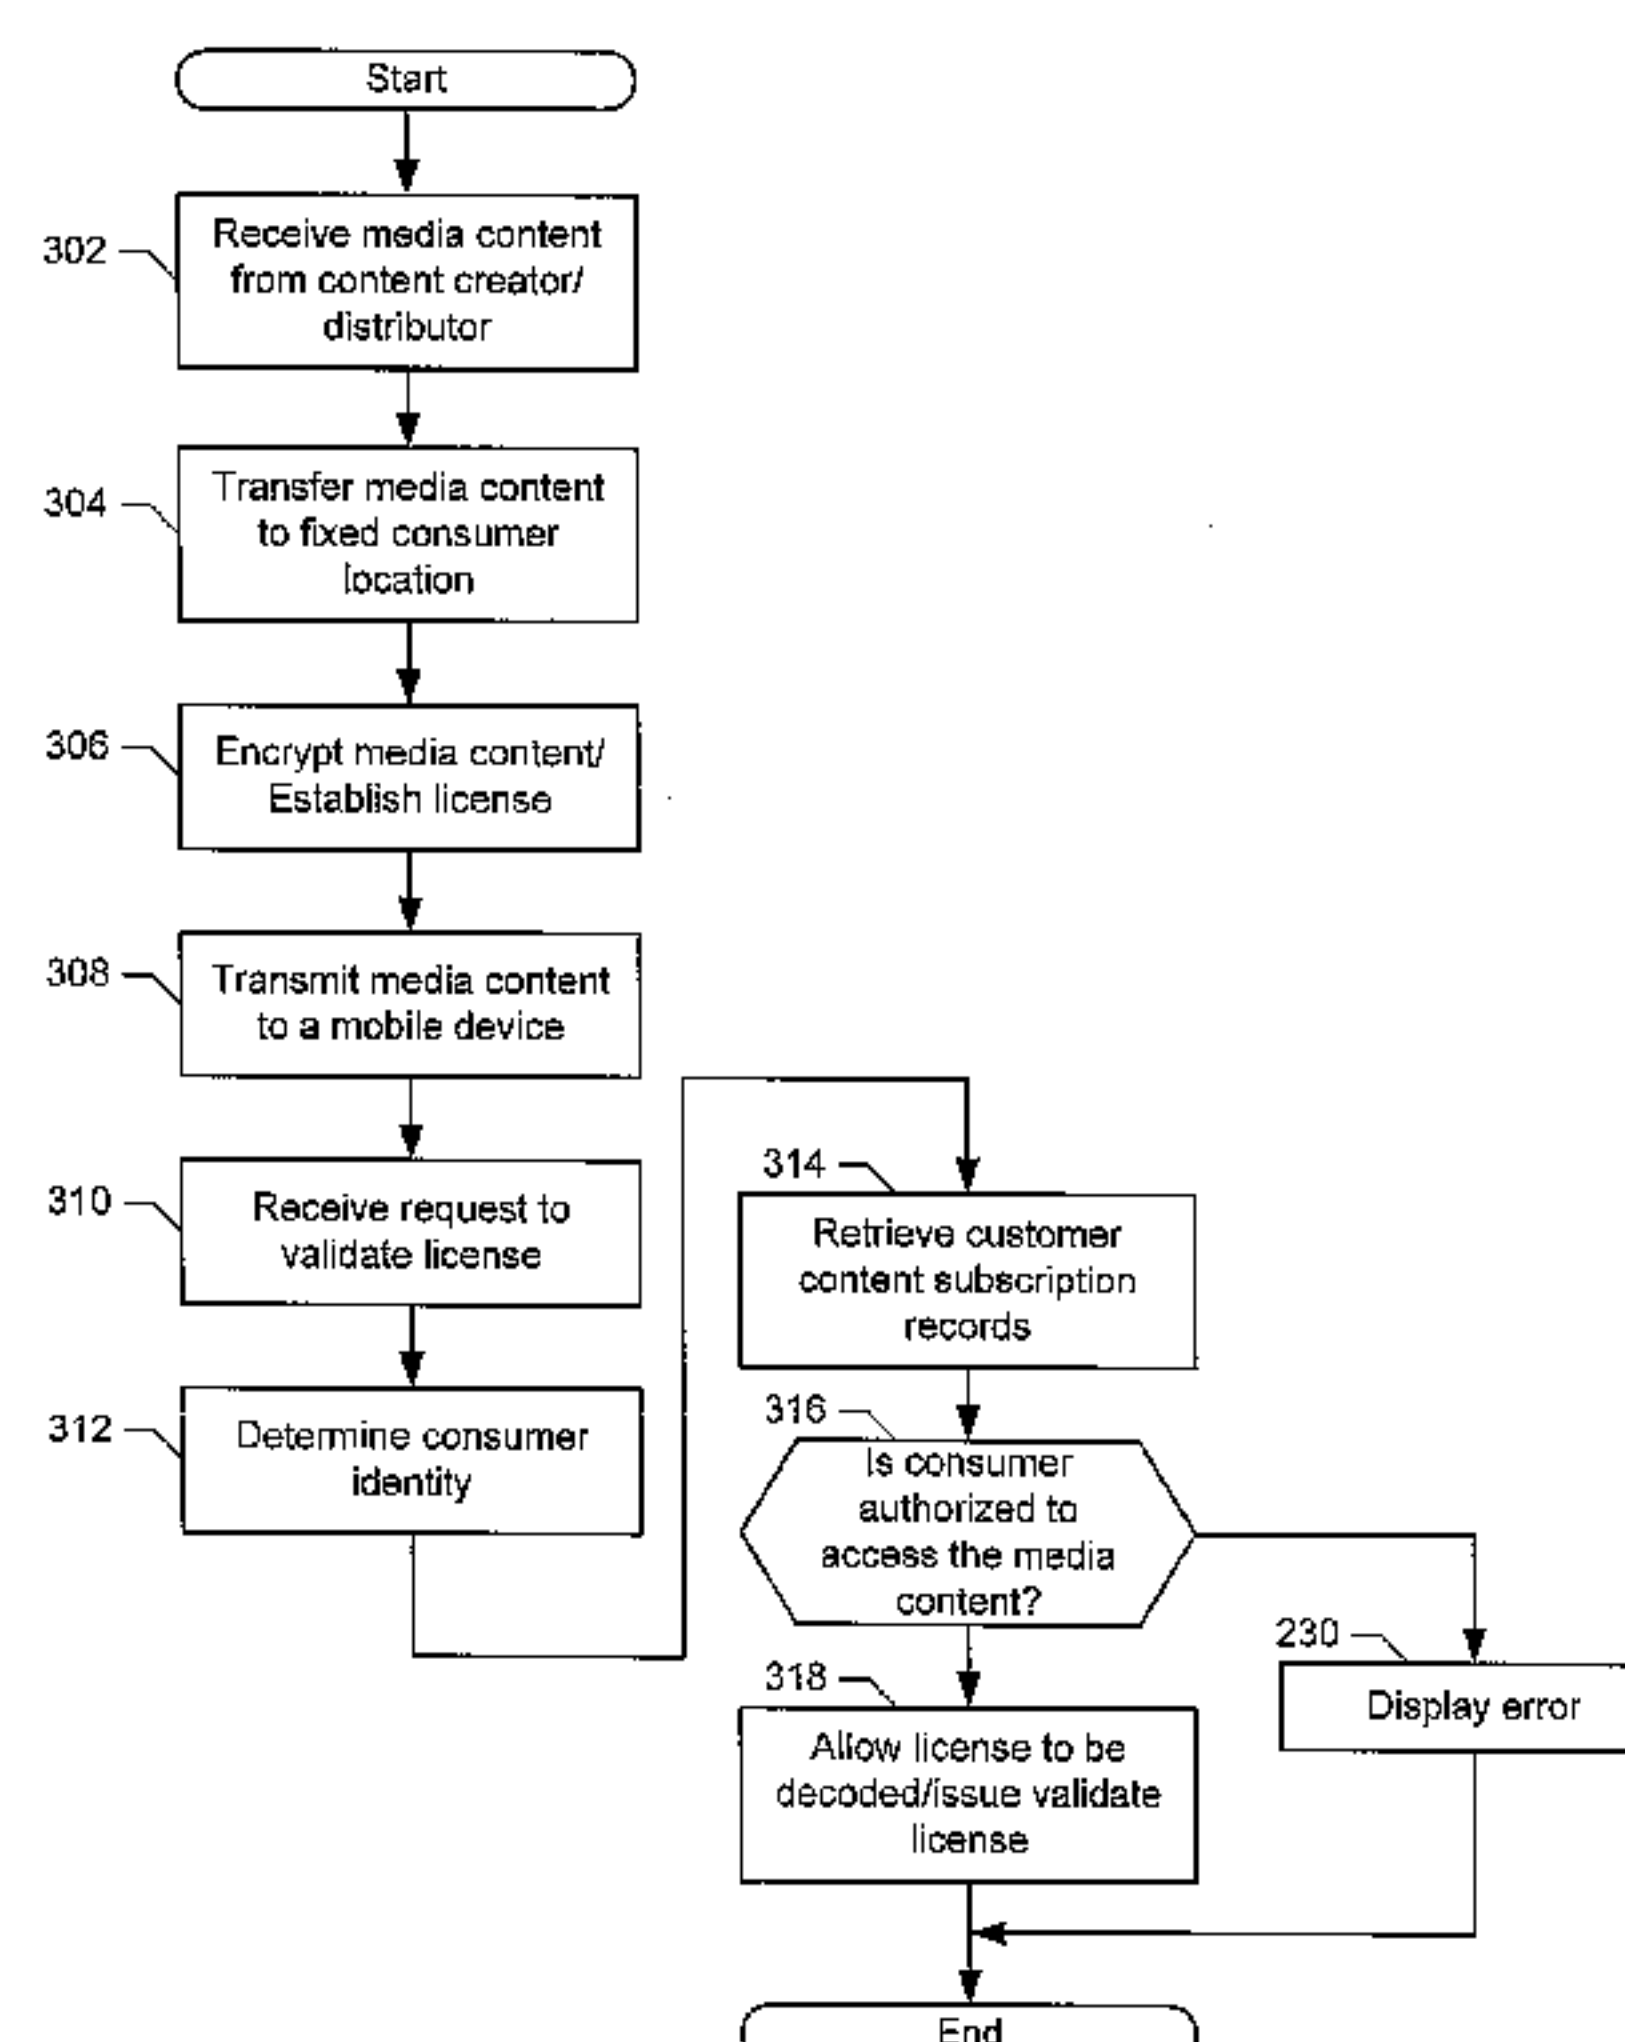 Start
302
Receive media content
from content creator/
distributor
304
Transfer media content
to fixed consumer
location
306
Encrypt media content/
Establish license
308
Transmit media content
to a mobile device
310
Receive request to
validate license
312
Determine consumer
identity
314
Retrieve customer
content subscription
records
316
Is consumer
authorized to
access the media
content?
318
Allow license to be
decoded/issue validate
license
230
Display error
End